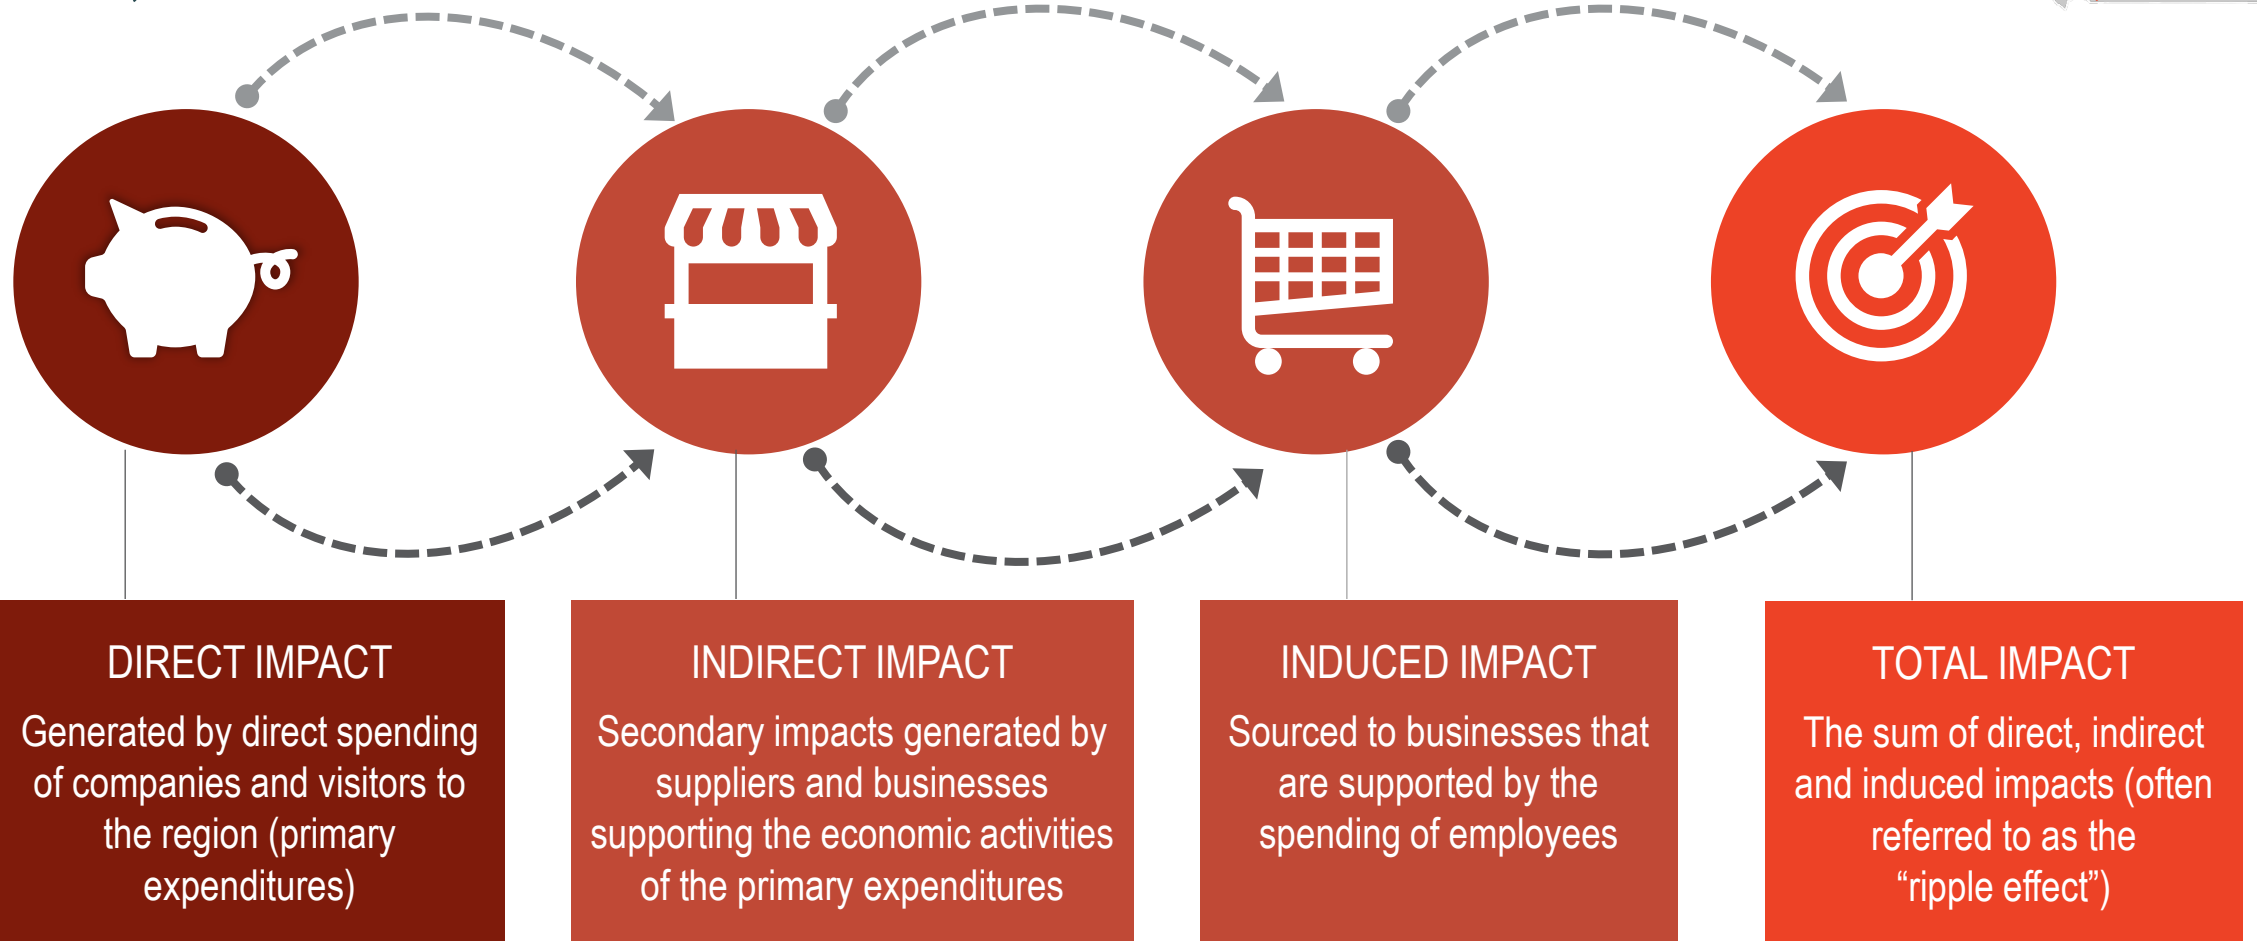 DIRECT IMPACT
Generated by direct spending
of companies and visitors to
the region (primary
expenditures)
INDIRECT IMPACT
Secondary impacts generated by
suppliers and businesses
supporting the economic activities
of the primary expenditures
INDUCED IMPACT
Sourced to businesses that
are supported by the
spending of employees
TOTAL IMPACT
The sum of direct, indirect
and induced impacts (often
referred to as the
“ripple effect”)